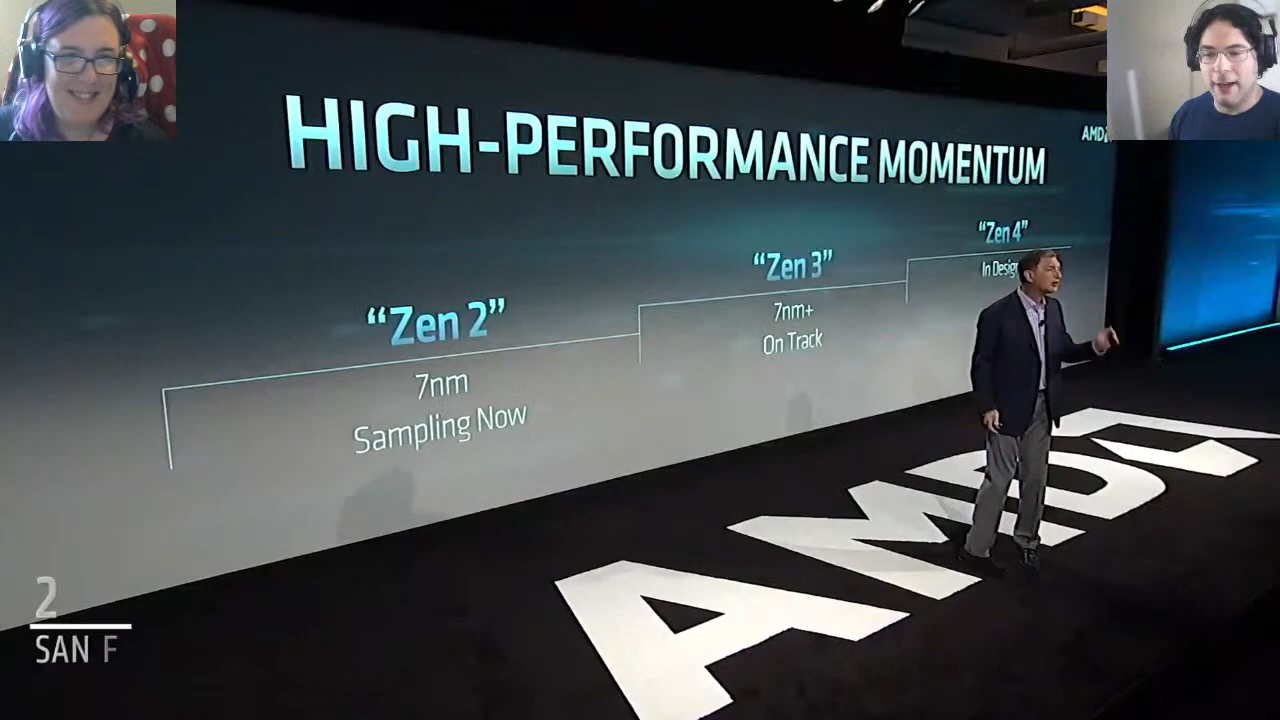 HIGH-PERFORMANCE MOMENTUM
AMD
"Zen 2"
7nm
Sampling Now
"Zen 3"
7nm+
On Track
"Zen 4"
In Design
2
SAN F
AMD